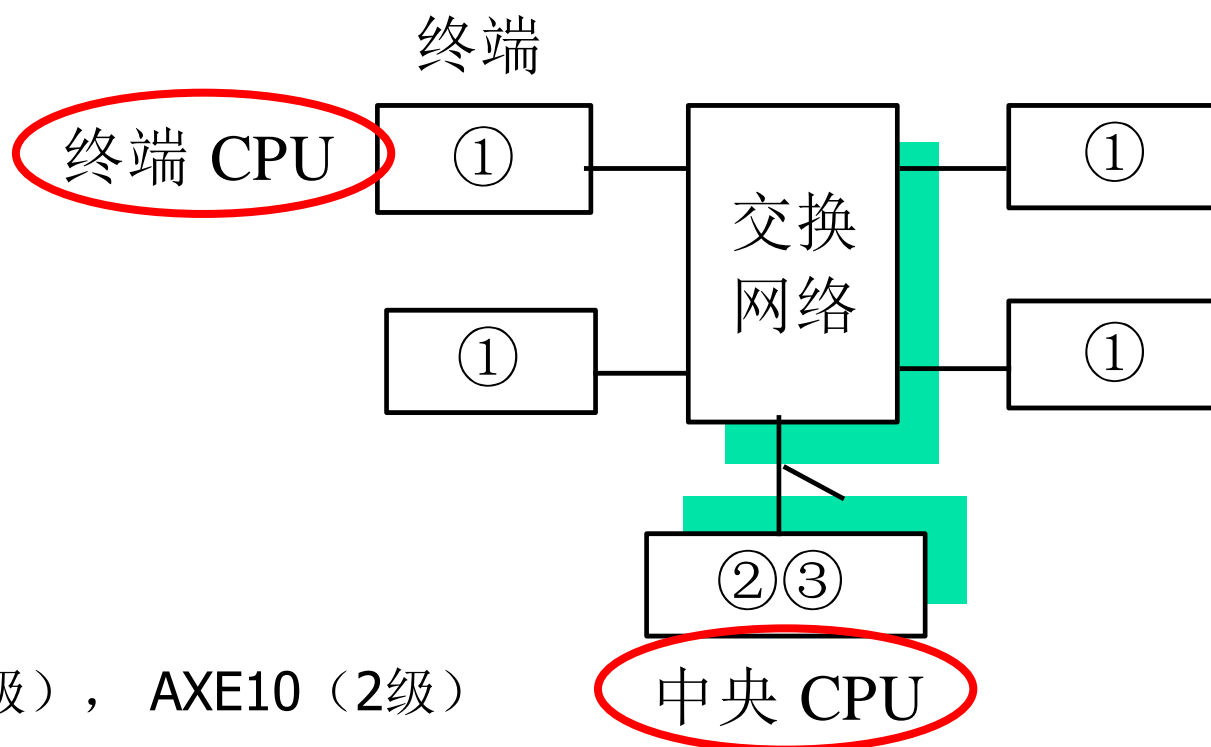 终端
终端 CPU
①
①
交换
网络
①
①
②③
级）， AXE10（2级）
中央 CPU